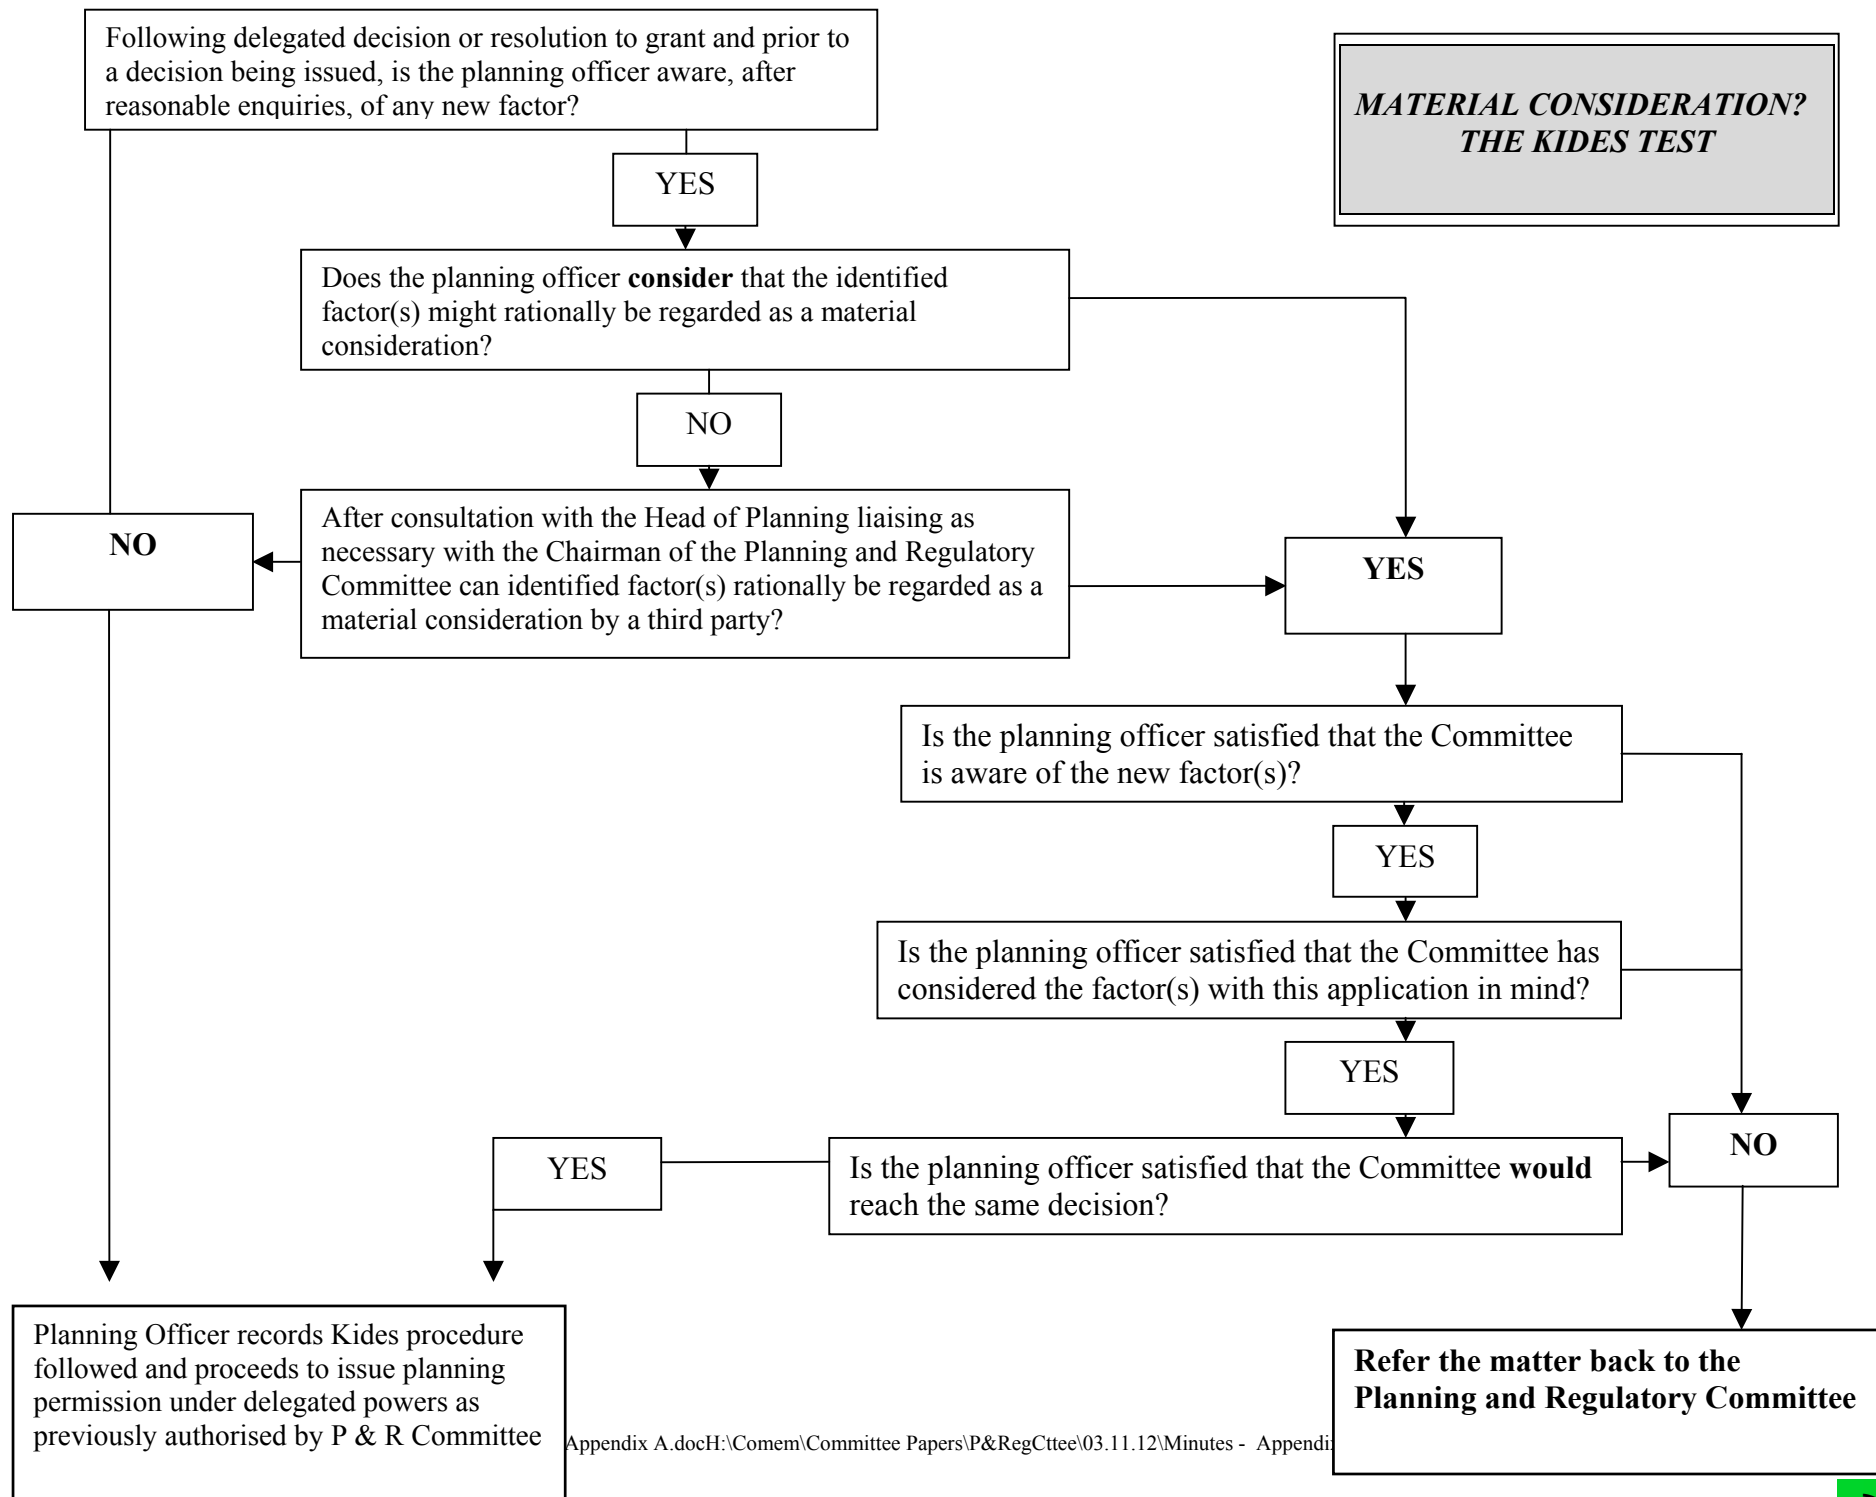 Following delegated decision or resolution to grant and prior to
a decision being issued, is the planning officer aware, after
reasonable enquiries, of any new factor?
MATERIAL CONSIDERATION?
THE KIDES TEST
YES
Does the planning officer consider that the identified
factor(s) might rationally be regarded as a material
consideration?
NO
After consultation with the Head of Planning liaising as
necessary with the Chairman of the Planning and Regulatory
Committee can identified factor(s) rationally be regarded as a
material consideration by a third party?
NO
YES
Is the planning officer satisfied that the Committee
is aware of the new factor(s)?
YES
Is the planning officer satisfied that the Committee has
considered the factor(s) with this application in mind?
YES
Is the planning officer satisfied that the Committee would
reach the same decision?
YES
NO
Planning Officer records Kides procedure
followed and proceeds to issue planning
permission under delegated powers as
previously authorised by P & R Committee
Refer the matter back to the
Planning and Regulatory Committee
Appendix A.docH:\Comem\Committee Papers\P&RegCttee\03.11.12\Minutes - Appendi